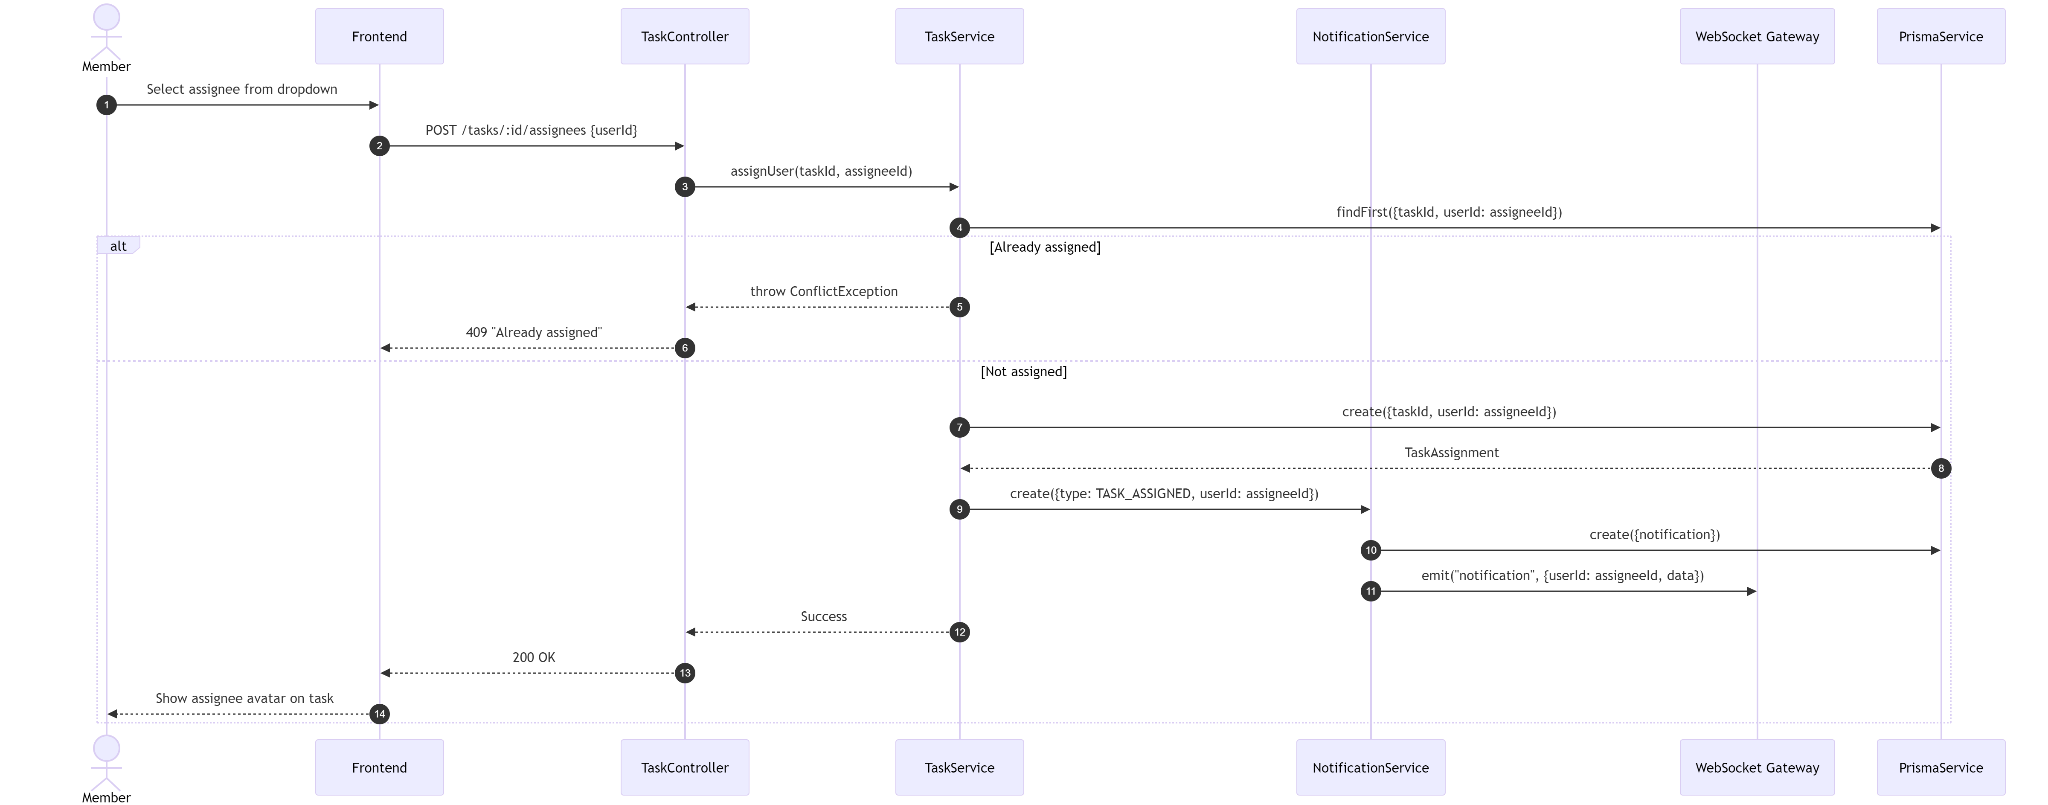 Member
Frontend
TaskController
TaskService
NotificationService
WebSocket Gateway
PrismaService
Select assignee from dropdown
1
POST /tasks/:id/assignees {userId}
2
assignUser(taskId, assigneeId)
3
findFirst({taskId, userId: assigneeId})
4
alt
[Already assigned]
throw ConflictException
5
409 "Already assigned"
6
[Not assigned]
create({taskId, userId: assigneeId})
7
TaskAssignment
8
create({type: TASK_ASSIGNED, userId: assigneeId})
9
create({notification})
10
emit("notification", {userId: assigneeId, data})
11
Success
12
200 OK
13
Show assignee avatar on task
14
Member
Frontend
TaskController
TaskService
NotificationService
WebSocket Gateway
PrismaService